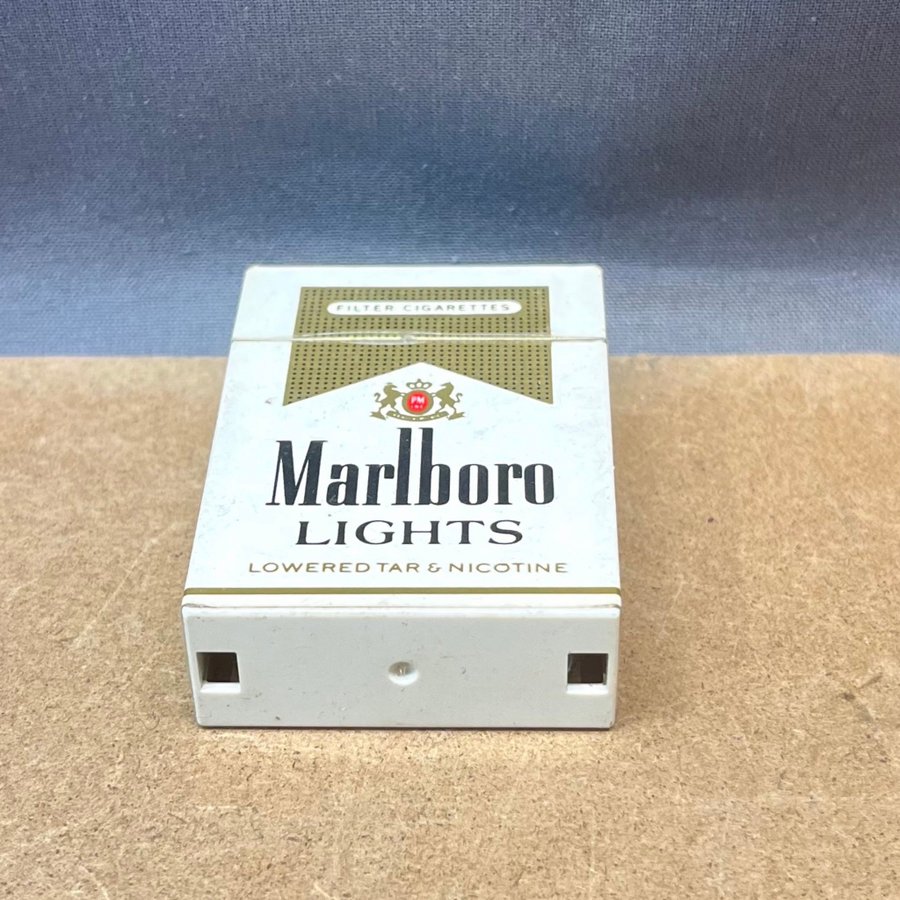 FILTER CIGARETTES
PM
Marlboro
LIGHTS
LOWERED TAR & NICOTINE